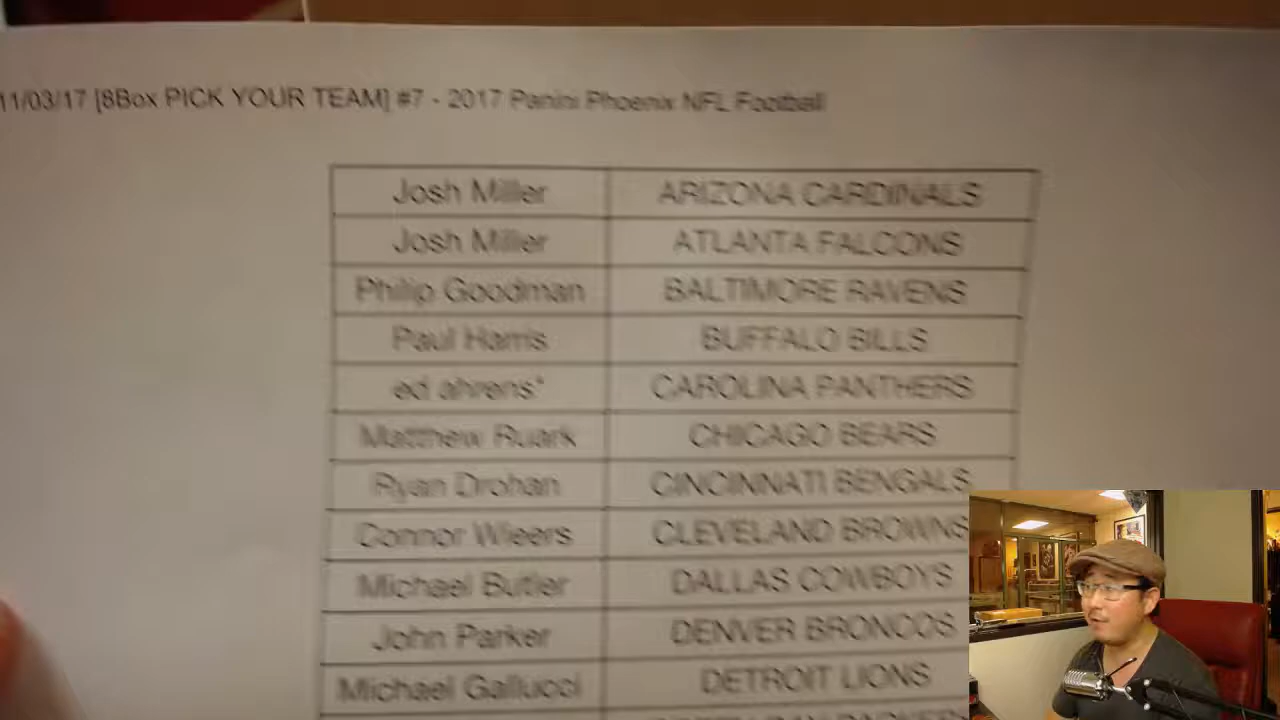 11/03/17 [8Box PICK YOUR TEAM] #7 - 2017 Panini Phoenix NFL Football
Josh Miller ARIZONA CARDINALS
Josh Miller ATLANTA FALCONS
Philip Goodman BALTIMORE RAVENS
Paul Harris BUFFALO BILLS
ed ahrens* CAROLINA PANTHERS
Matthew Ruark CHICAGO BEARS
Ryan Drohan CINCINNATI BENGALS
Connor Wieers CLEVELAND BROWNS
Michael Butler DALLAS COWBOYS
John Parker DENVER BRONCOS
Michael Gallucci DETROIT LIONS